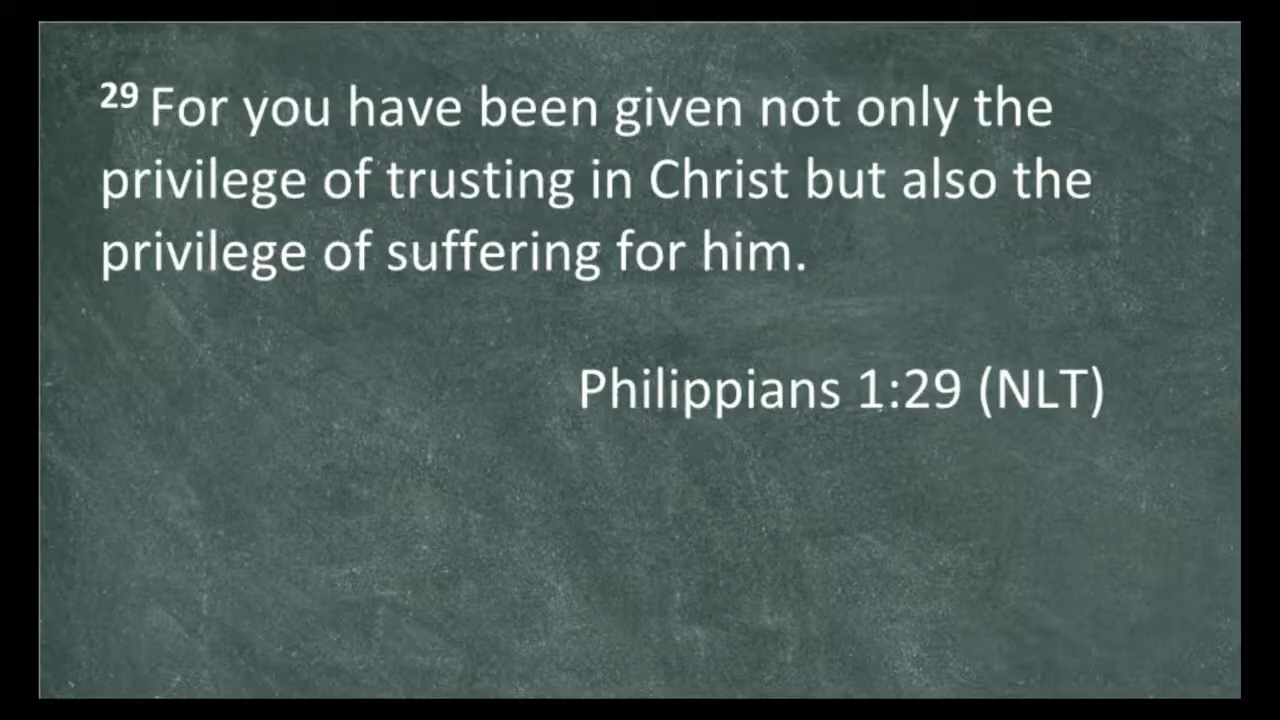 29 For you have been given not only the
privilege of trusting in Christ but also the
privilege of suffering for him.
Philippians 1:29 (NLT)